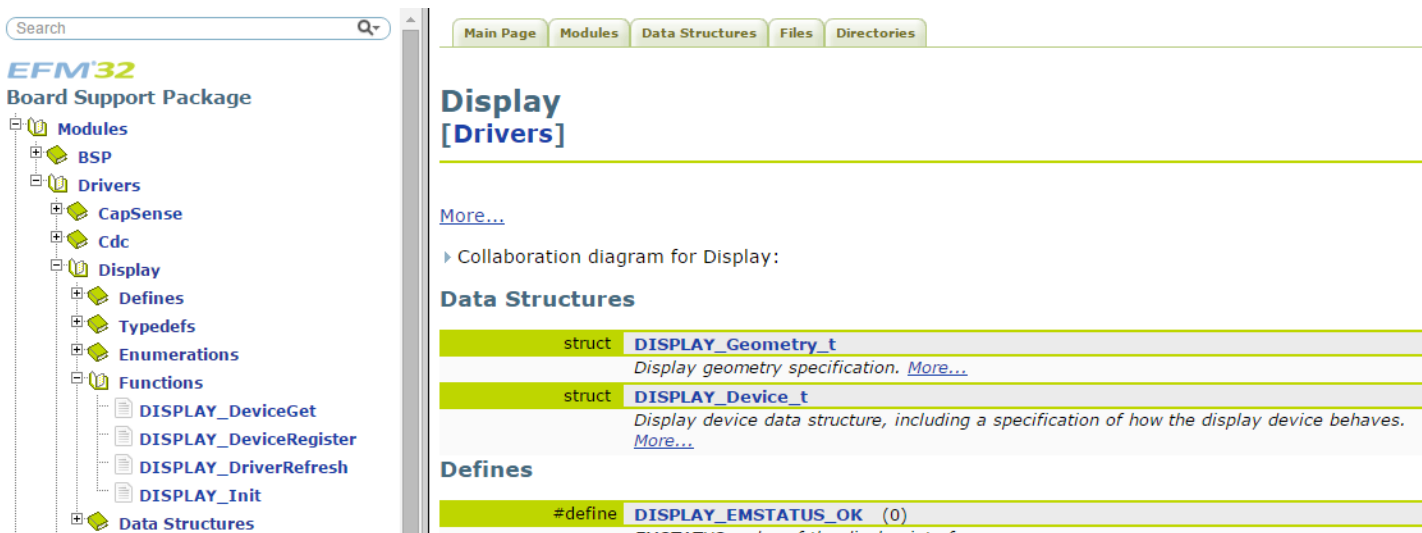 Search
EFM®32
Board Support Package
Modules
BSP
Drivers
CapSense
Cdc
Display
Defines
Typedefs
Enumerations
Functions
DISPLAY_DeviceGet
DISPLAY_DeviceRegister
DISPLAY_DriverRefresh
DISPLAY_Init
Data Structures
Main Page Modules Data Structures Files Directories
Display
[Drivers]
More...
Collaboration diagram for Display:
Data Structures
struct DISPLAY_Geometry_t
Display geometry specification. More...
struct DISPLAY_Device_t
Display device data structure, including a specification of how the display device behaves.
More...
Defines
#define DISPLAY_EMSTATUS_OK (0)